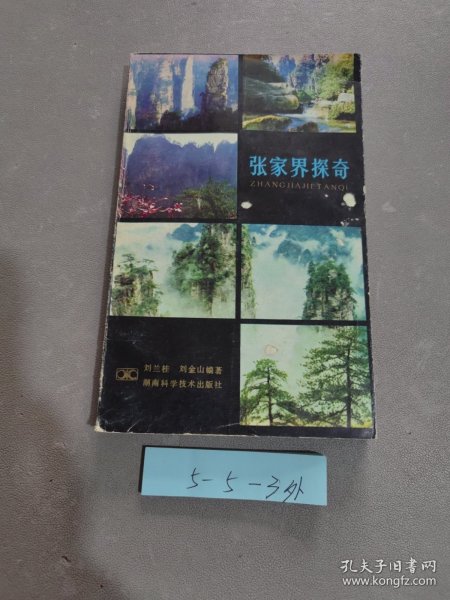 张家界探奇
ZHANGJIAJIETANQI
刘兰桂 刘金山编著
湖南科学技术出版社
5-5-3外
孔夫子旧书网
www.kongfz.com